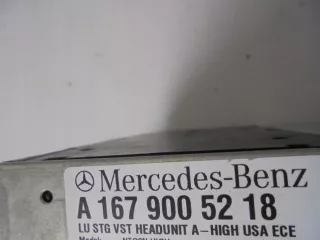 Mercedes-Benz
A 167 900 52 18
LU STG VST HEADUNIT A-HIGH USA ECE